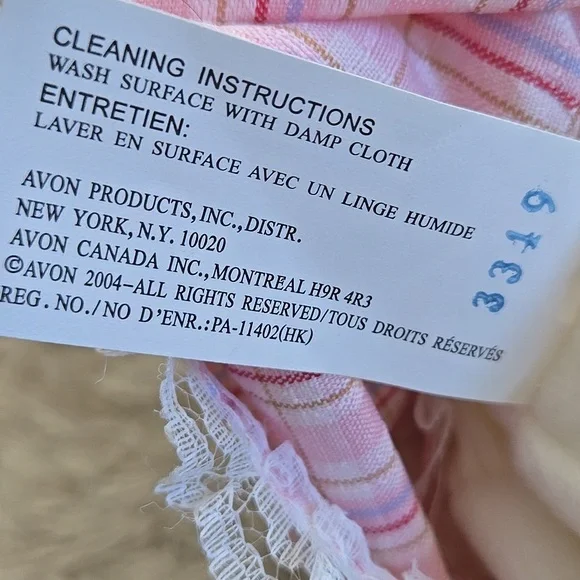 CLEANING INSTRUCTIONS
WASH SURFACE WITH DAMP CLOTH
ENTRETIEN:
LAVER EN SURFACE AVEC UN LINGE HUMIDE
AVON PRODUCTS, INC., DISTR.
NEW YORK, N.Y. 10020
AVON CANADA INC., MONTREAL H9R 4R3
©AVON 2004–ALL RIGHTS RESERVED/TOUS DROITS RÉSERVÉS
REG. NO./NO D'ENR.:PA-11402(HK)
3319